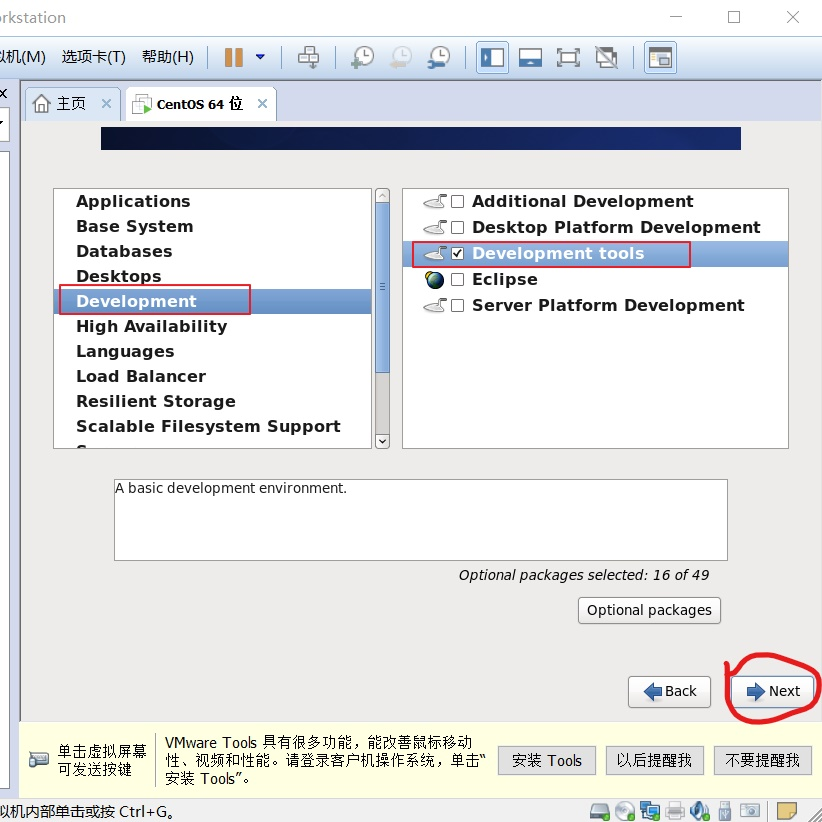 rkstation
拟机(M) 选项卡(T) 帮助(H)
主页 CentOS 64 位
Applications
Base System
Databases
Desktops
Development
High Availability
Languages
Load Balancer
Resilient Storage
Scalable Filesystem Support
Additional Development
Desktop Platform Development
Development tools
Eclipse
Server Platform Development
A basic development environment.
Optional packages selected: 16 of 49
Optional packages
Back Next
单击虚拟屏幕
可发送按键
VMware Tools 具有很多功能，能改善鼠标移动
性、视频和性能。请登录客户机操作系统，单击“
安装 Tools”。
安装 Tools 以后提醒我 不要提醒我
拟机内部单击或按 Ctrl+G。